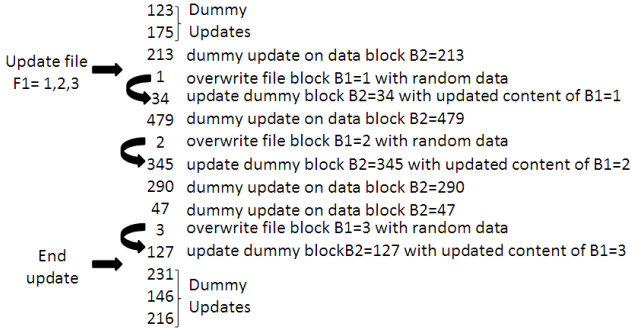 123 Dummy
175 Updates
213 dummy update on data block B2=213
Update file
F1= 1,2,3
1 overwrite file block B1=1 with random data
34 update dummy block B2=34 with updated content of B1=1
479 dummy update on data block B2=479
2 overwrite file block B1=2 with random data
345 update dummy block B2=345 with updated content of B1=2
290 dummy update on data block B2=290
47 dummy update on data block B2=47
3 overwrite file block B1=3 with random data
End
update
127 update dummy blockB2=127 with updated content of B1=3
231
Dummy
146
Updates
216